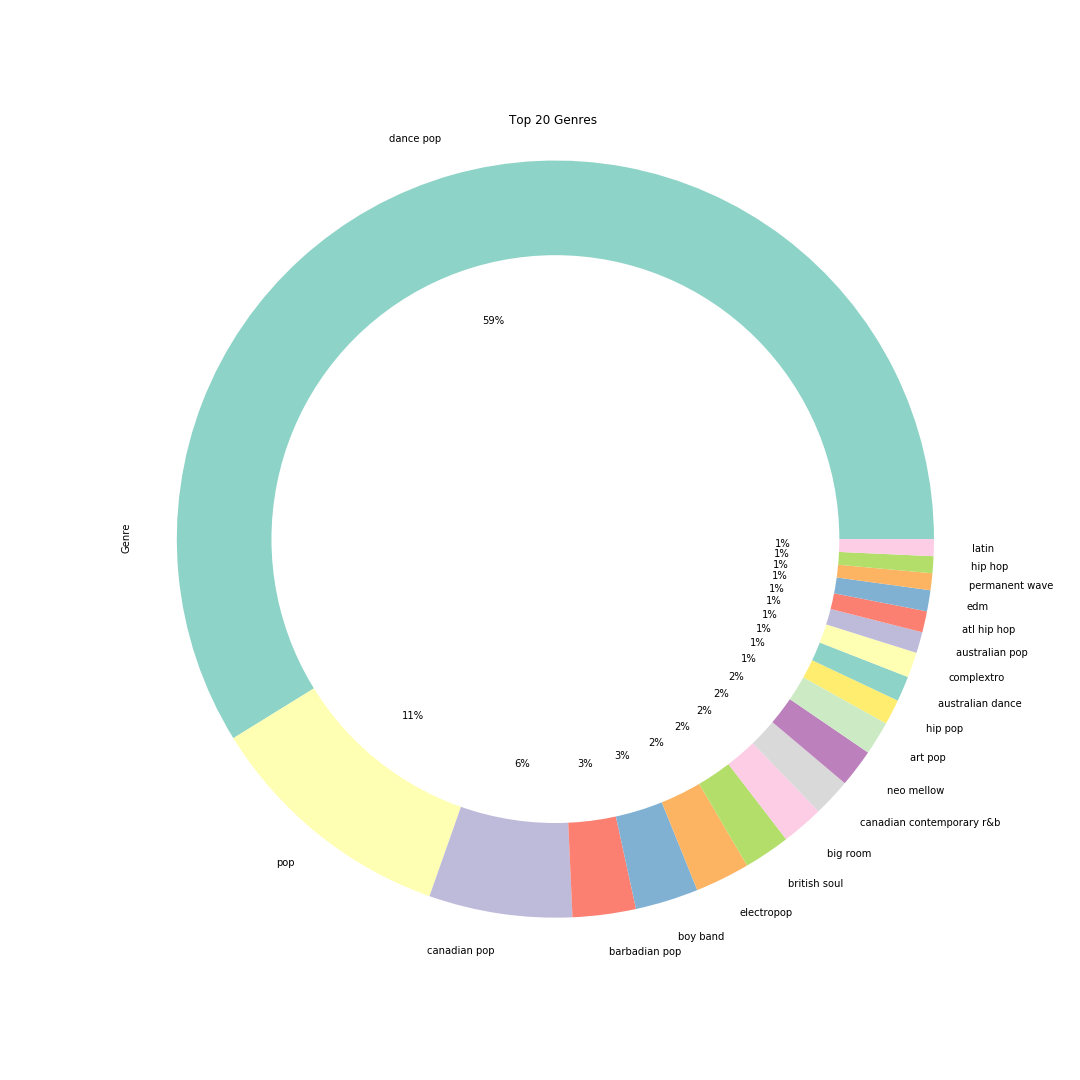 Top 20 Genres
dance pop
59%
Genre
1%
latin
1%
hip hop
1%
permanent wave
1%
edm
1%
atl hip hop
1%
australian pop
1%
complextro
1%
australian dance
1%
hip pop
1%
art pop
2%
neo mellow
2%
canadian contemporary r&b
2%
big room
2%
british soul
2%
electropop
3%
boy band
3%
barbadian pop
6%
canadian pop
11%
pop